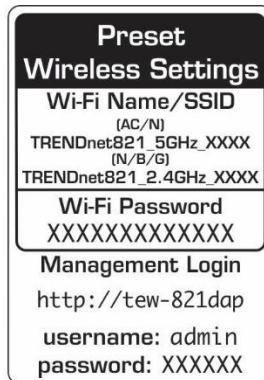 Preset
Wireless Settings
Wi-Fi Name/SSID
(AC/N)
TRENDnet821_5GHz_XXXX
(N/B/G)
TRENDnet821_2.4GHz_XXXX
Wi-Fi Password
XXXXXXXXXXXXX
Management Login
http://tew-821dap
username: admin
password: XXXXXX